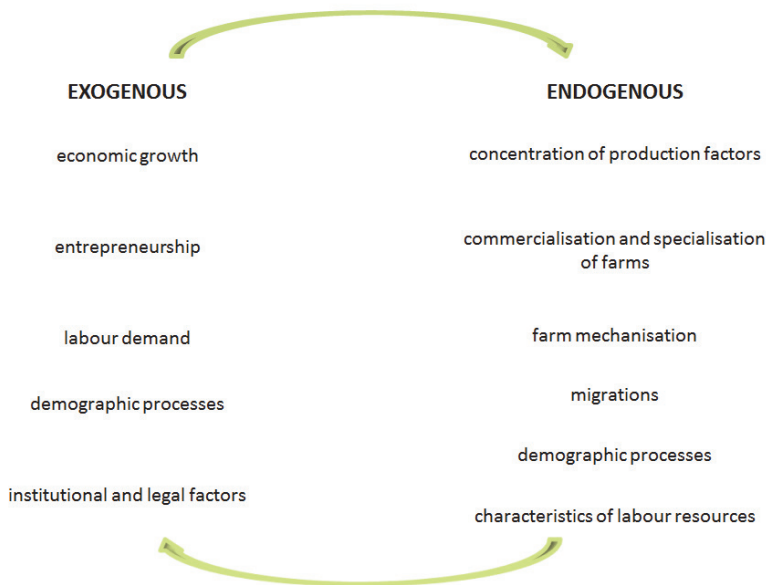 EXOGENOUS
economic growth
entrepreneurship
labour demand
demographic processes
institutional and legal factors
ENDOGENOUS
concentration of production factors
commercialisation and specialisation
of farms
farm mechanisation
migrations
demographic processes
characteristics of labour resources